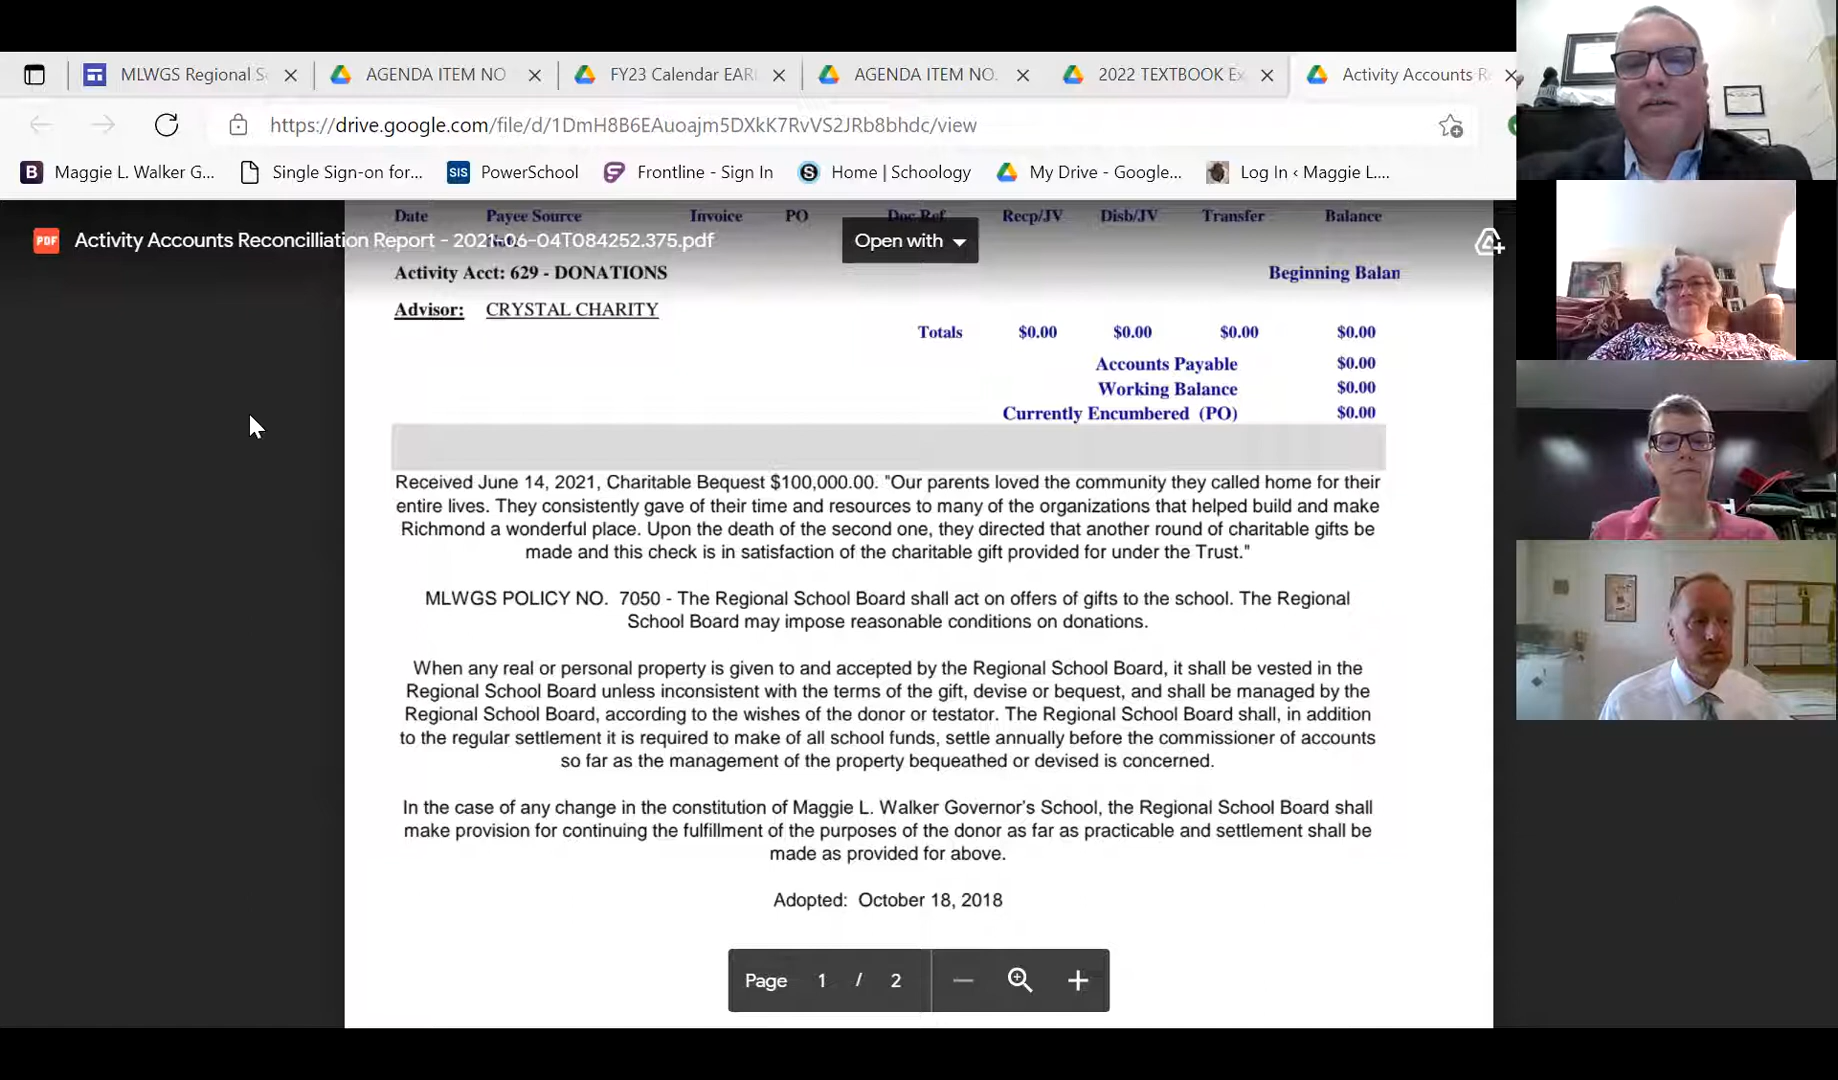 MLWGS Regional S
AGENDA ITEM NO
FY23 Calendar EAR
AGENDA ITEM NO.
2022 TEXTBOOK Ex
Activity Accounts R
https://drive.google.com/file/d/1DmH8B6EAuoajm5DXkK7RvVS2JRb8bhdc/view
Maggie L. Walker G...
Single Sign-on for...
SIS
PowerSchool
Frontline - Sign In
Home | Schoology
My Drive - Google...
Log In ‹ Maggie L....
Date Payee Source Invoice PO Doc Ref Recp/JV Disb/JV Transfer Balance
PDF Activity Accounts Reconcilliation Report - 2021-06-04T084252.375.pdf
Open with
Activity Acct: 629 - DONATIONS Beginning Balan
Advisor: CRYSTAL CHARITY
Totals $0.00 $0.00 $0.00 $0.00
Accounts Payable $0.00
Working Balance $0.00
Currently Encumbered (PO) $0.00
Received June 14, 2021, Charitable Bequest $100,000.00. "Our parents loved the community they called home for their
entire lives. They consistently gave of their time and resources to many of the organizations that helped build and make
Richmond a wonderful place. Upon the death of the second one, they directed that another round of charitable gifts be
made and this check is in satisfaction of the charitable gift provided for under the Trust."
MLWGS POLICY NO. 7050 - The Regional School Board shall act on offers of gifts to the school. The Regional
School Board may impose reasonable conditions on donations.
When any real or personal property is given to and accepted by the Regional School Board, it shall be vested in the
Regional School Board unless inconsistent with the terms of the gift, devise or bequest, and shall be managed by the
Regional School Board, according to the wishes of the donor or testator. The Regional School Board shall, in addition
to the regular settlement it is required to make of all school funds, settle annually before the commissioner of accounts
so far as the management of the property bequeathed or devised is concerned.
In the case of any change in the constitution of Maggie L. Walker Governor's School, the Regional School Board shall
make provision for continuing the fulfillment of the purposes of the donor as far as practicable and settlement shall be
made as provided for above.
Adopted: October 18, 2018
Page 1 / 2